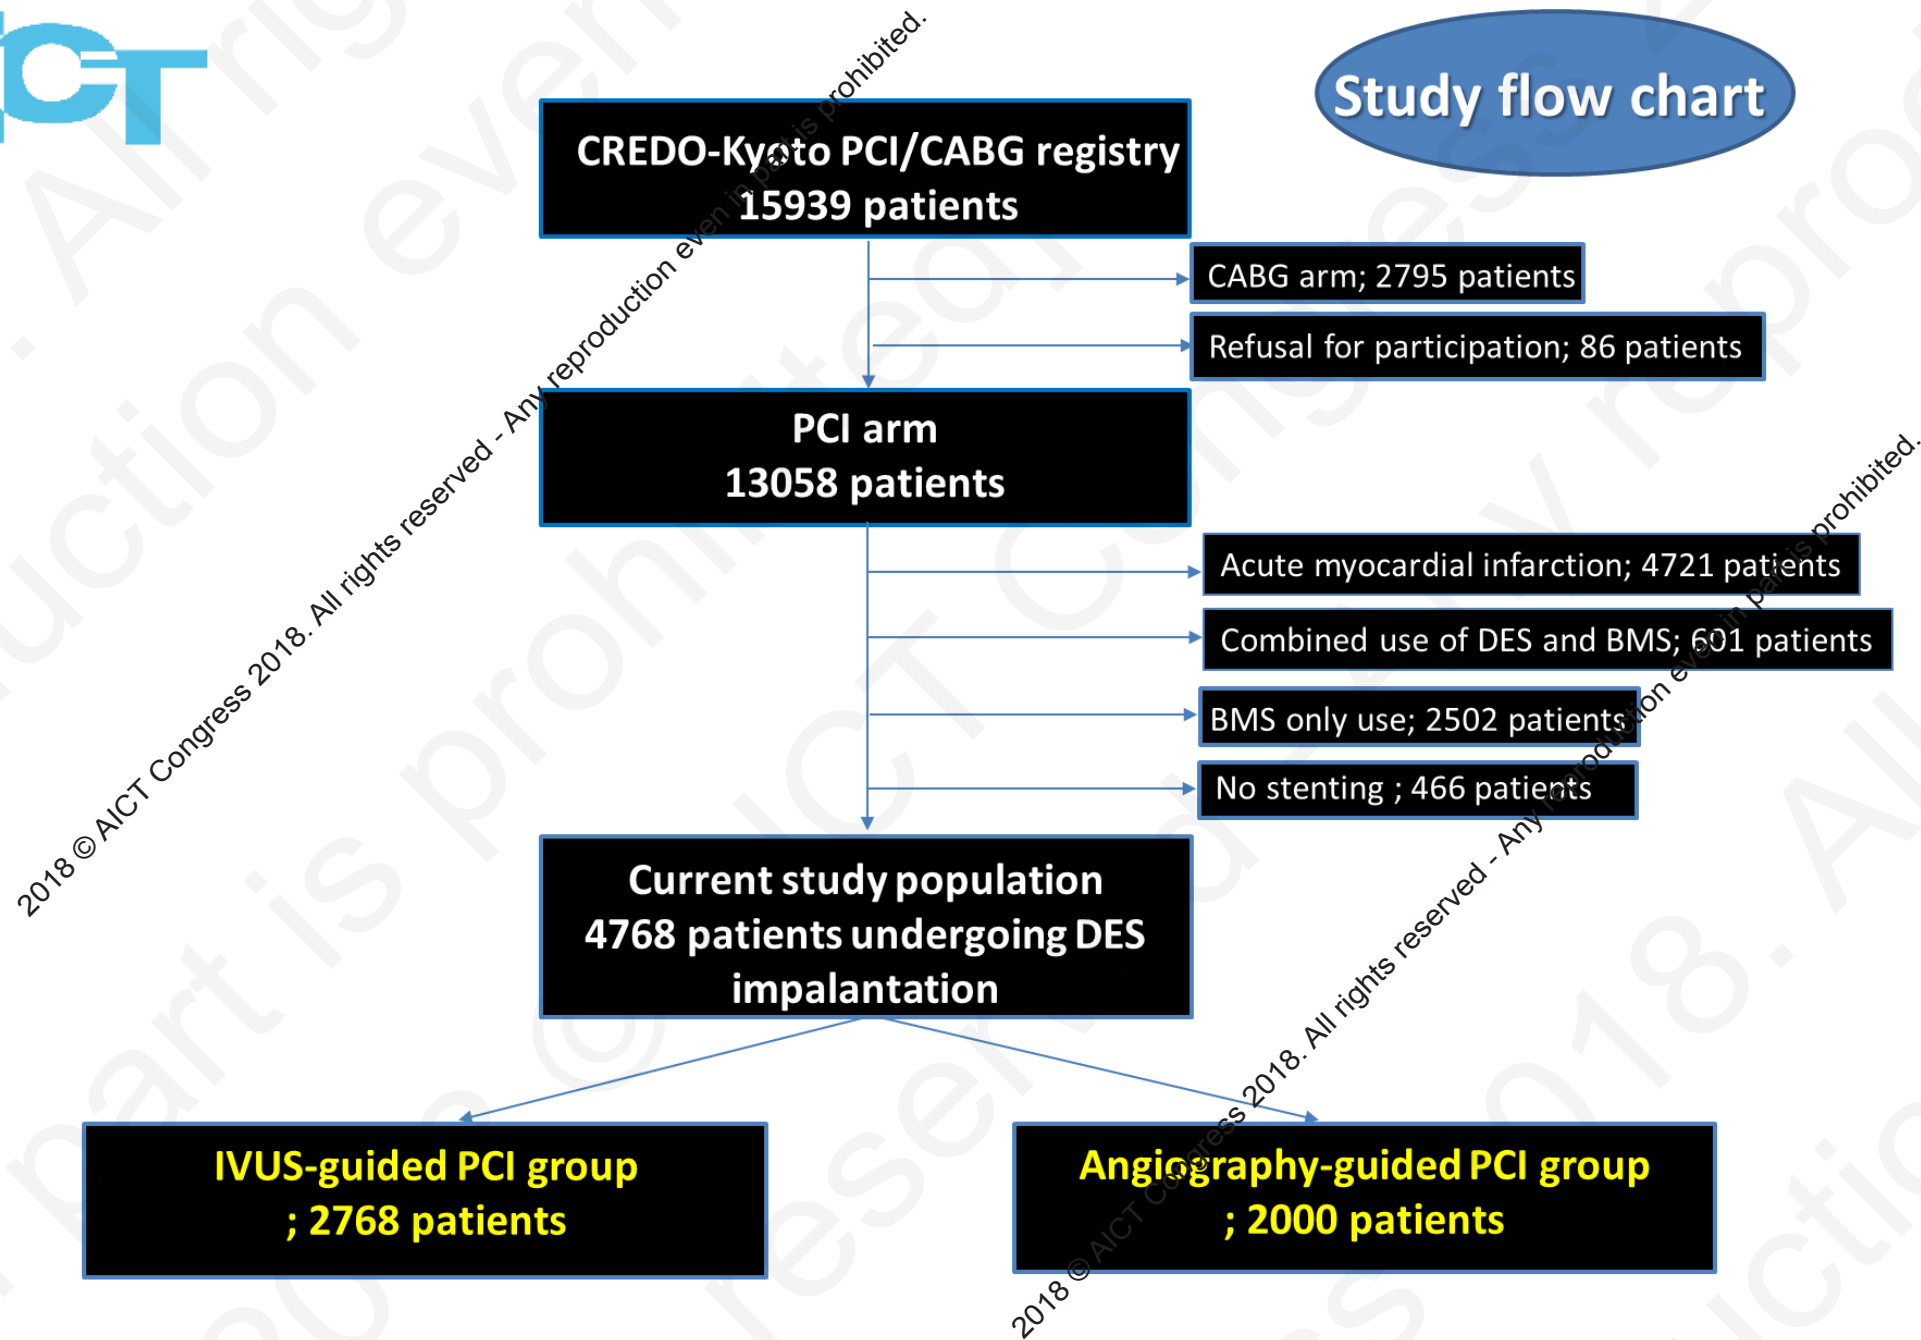 ICT
Study flow chart
CREDO-Kyoto PCI/CABG registry
15939 patients
CABG arm; 2795 patients
Refusal for participation; 86 patients
PCI arm
13058 patients
Acute myocardial infarction; 4721 patients
Combined use of DES and BMS; 601 patients
BMS only use; 2502 patients
No stenting ; 466 patients
Current study population
4768 patients undergoing DES
impalantation
IVUS-guided PCI group
; 2768 patients
Angiography-guided PCI group
; 2000 patients
2018 © AICT Congress 2018. All rights reserved - Any reproduction even in part is prohibited.
2018 © AICT Congress 2018. All rights reserved - Any reproduction even in part is prohibited.